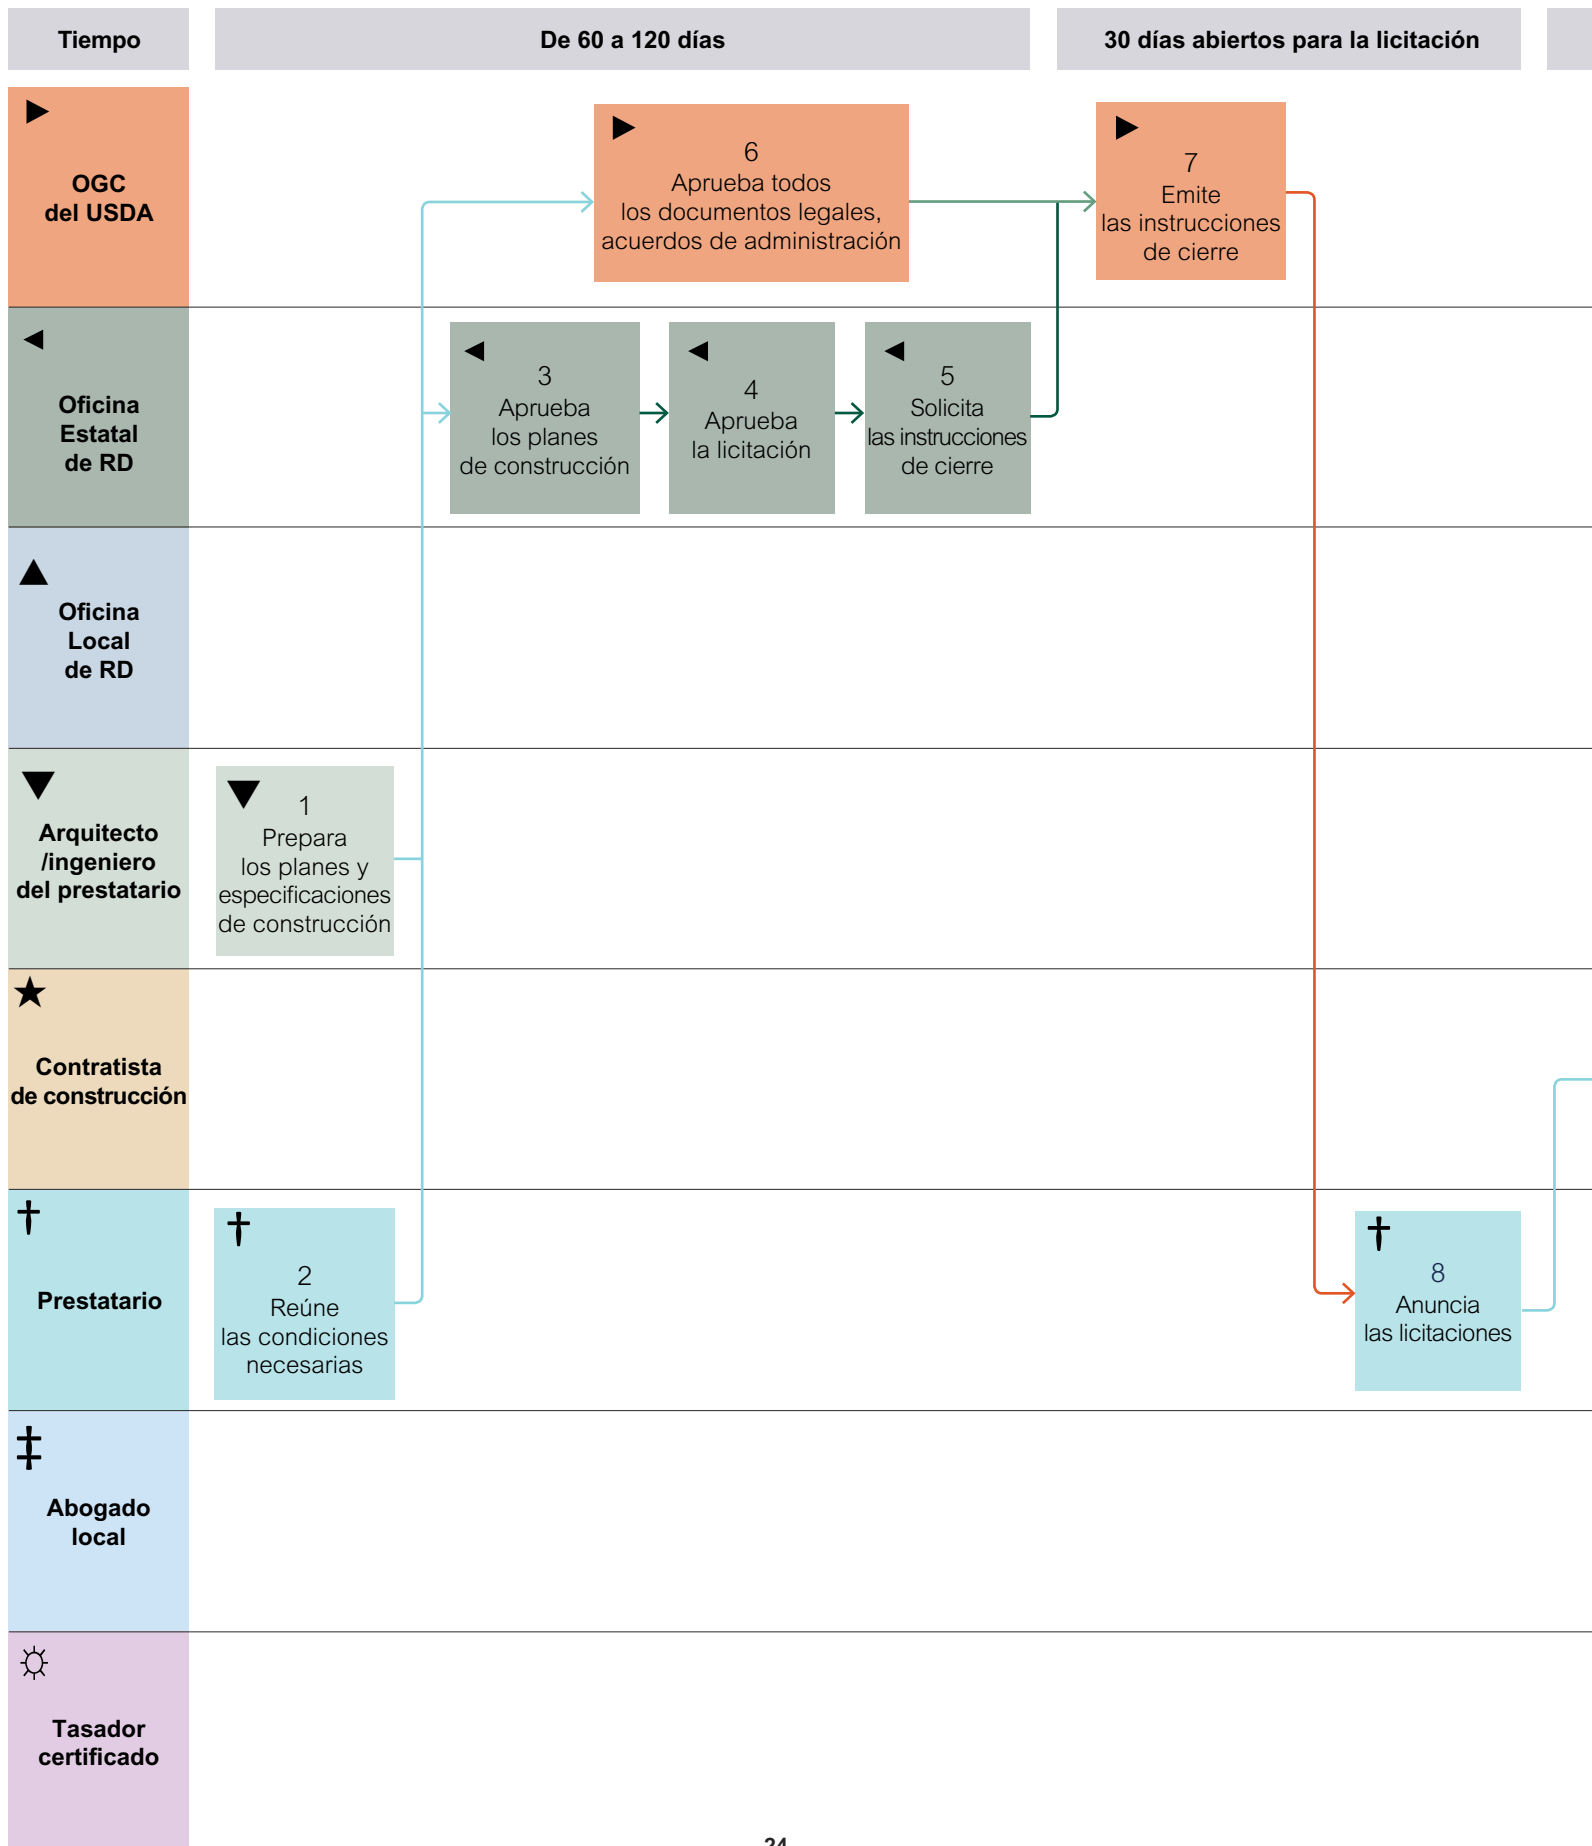 Tiempo
De 60 a 120 días
30 días abiertos para la licitación
OGC
del USDA
6
Aprueba todos
los documentos legales,
acuerdos de administración
7
Emite
las instrucciones
de cierre
Oficina
Estatal
de RD
3
Aprueba
los planes
de construcción
4
Aprueba
la licitación
5
Solicita
las instrucciones
de cierre
Oficina
Local
de RD
Arquitecto
/ingeniero
del prestatario
1
Prepara
los planes y
especificaciones
de construcción
Contratista
de construcción
Prestatario
2
Reúne
las condiciones
necesarias
8
Anuncia
las licitaciones
Abogado
local
Tasador
certificado
24